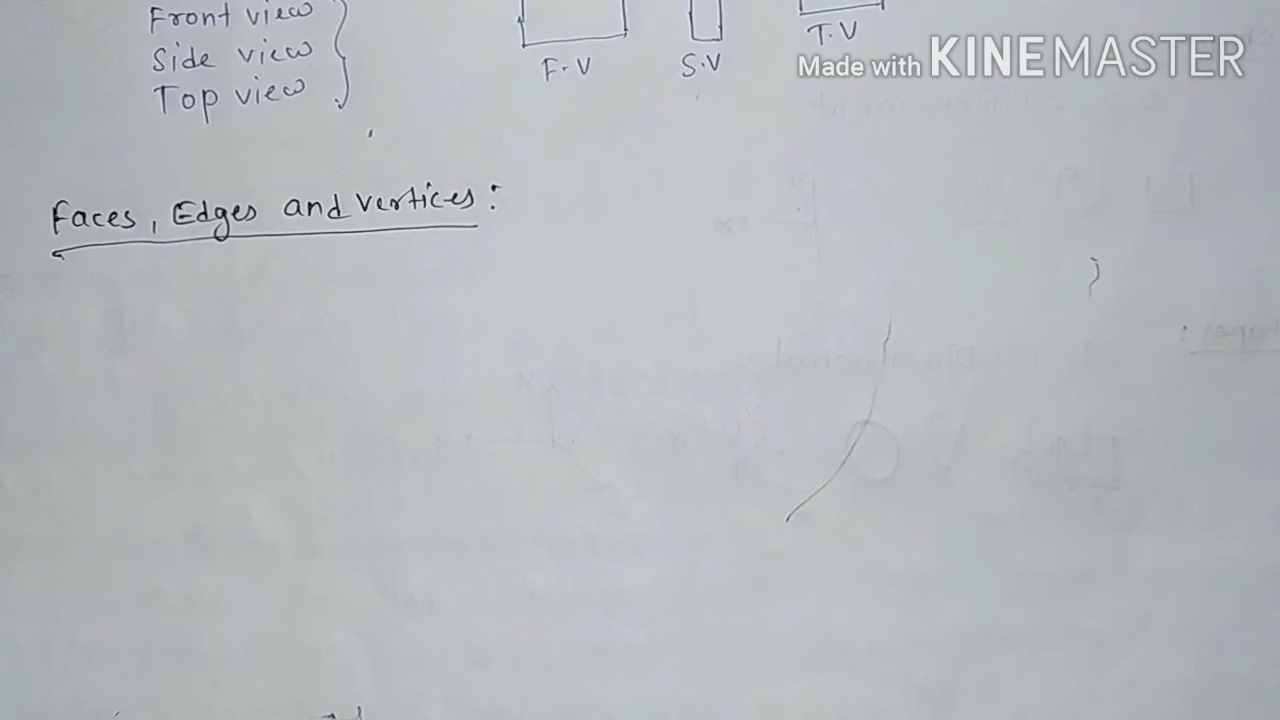 Front view
Side view
Top view
F.V S.V T.V
Made with KINEMASTER
Faces, Edges and vertices: